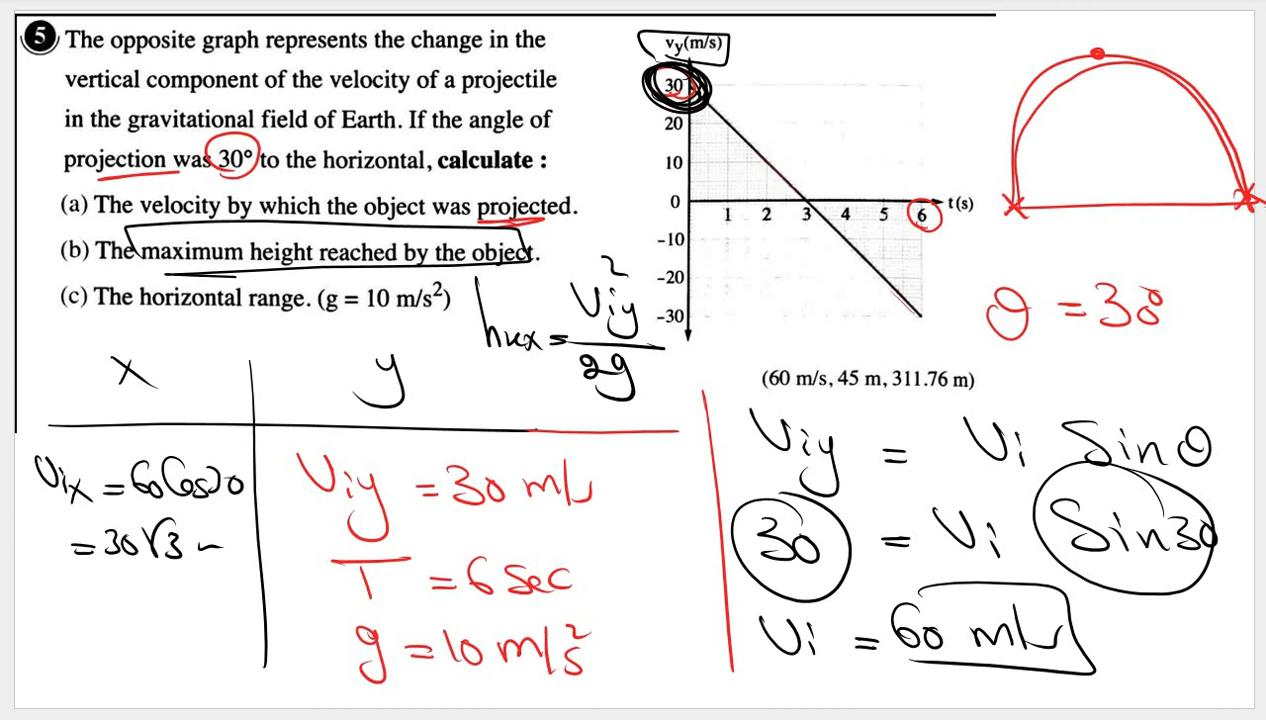 5 The opposite graph represents the change in the
vertical component of the velocity of a projectile
in the gravitational field of Earth. If the angle of
projection was 30° to the horizontal, calculate :
(a) The velocity by which the object was projected.
(b) The maximum height reached by the object.
(c) The horizontal range. (g = 10 m/s²)
vy(m/s)
30
20
10
0
-10
-20
-30
1 2 3 4 5 6 t(s)
(60 m/s, 45 m, 311.76 m)
θ = 30°
hmax = Viy² / 2g
x
y
Vix = 60 Cos30
= 30√3
Viy = 30 m/s
T = 6 Sec
g = 10 m/s²
Viy = Vi Sinθ
30 = Vi Sin30
Vi = 60 m/s